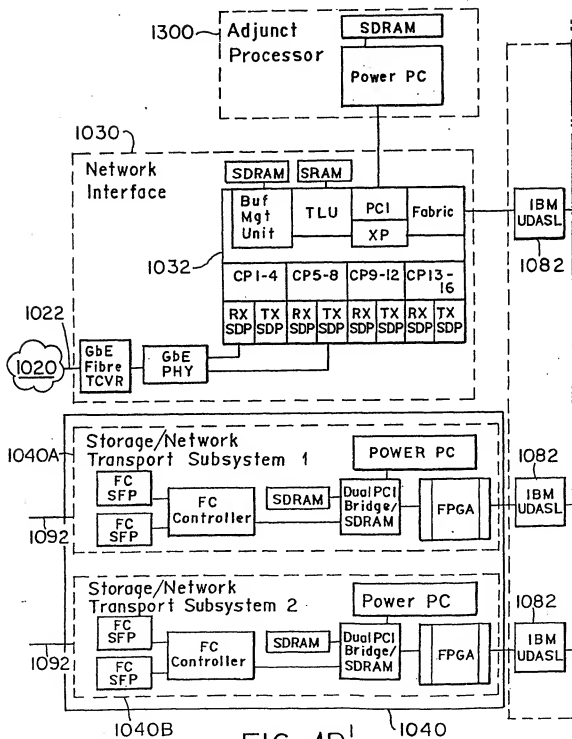 1300
Adjunct
Processor
SDRAM
Power PC
1030
Network
Interface
SDRAM
SRAM
Buf
Mgt
Unit
TLU
PCI
XP
Fabric
IBM
UDASL
1082
1032
CP1-4
CP5-8
CP9-12
CP13-
16
RX
SDP
TX
SDP
RX
SDP
TX
SDP
RX
SDP
TX
SDP
RX
SDP
TX
SDP
1022
1020
GbE
Fibre
TCVR
GbE
PHY
1040A
Storage/Network
Transport Subsystem 1
POWER PC
FC
SFP
FC
SFP
FC
Controller
SDRAM
Dual PCI
Bridge/
SDRAM
FPGA
1082
IBM
UDASL
1092
Storage/Network
Transport Subsystem 2
Power PC
FC
SFP
FC
SFP
FC
Controller
SDRAM
Dual PCI
Bridge/
SDRAM
FPGA
1082
IBM
UDASL
1092
1040B
1040